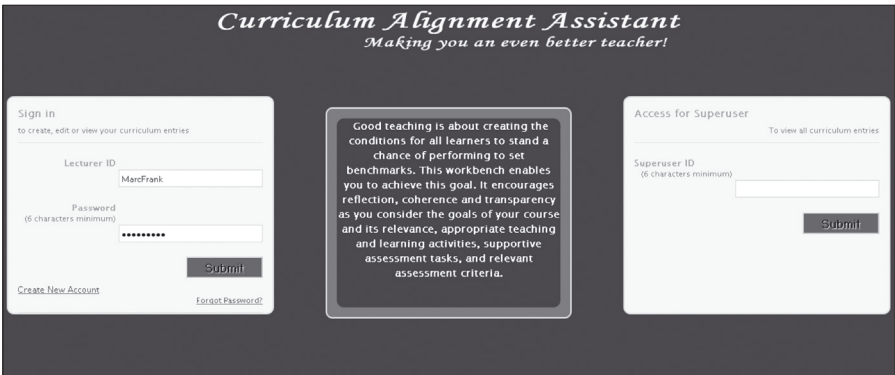 Curriculum Alignment Assistant
Making you an even better teacher!
Sign in
to create, edit or view your curriculum entries
Lecturer ID
MarcFrank
Password
(6 characters minimum)
•••••••••
Submit
Create New Account
Forgot Password?
Good teaching is about creating the
conditions for all learners to stand a
chance of performing to set
benchmarks. This workbench enables
you to achieve this goal. It encourages
reflection, coherence and transparency
as you consider the goals of your course
and its relevance, appropriate teaching
and learning activities, supportive
assessment tasks, and relevant
assessment criteria.
Access for Superuser
To view all curriculum entries
Superuser ID
(6 characters minimum)
Submit